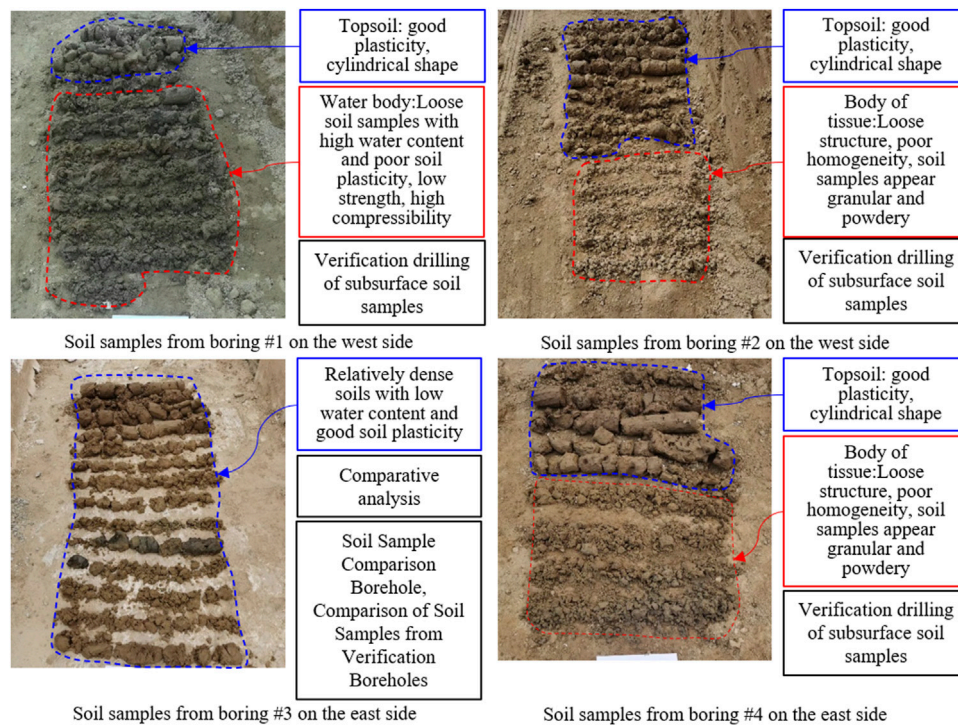 Topsoil: good
plasticity,
cylindrical shape
Water body:Loose
soil samples with
high water content
and poor soil
plasticity, low
strength, high
compressibility
Verification drilling
of subsurface soil
samples
Soil samples from boring #1 on the west side
Topsoil: good
plasticity,
cylindrical shape
Body of
tissue:Loose
structure, poor
homogeneity, soil
samples appear
granular and
powdery
Verification drilling
of subsurface soil
samples
Soil samples from boring #2 on the west side
Relatively dense
soils with low
water content and
good soil plasticity
Comparative
analysis
Soil Sample
Comparison
Borehole,
Comparison of Soil
Samples from
Verification
Boreholes
Soil samples from boring #3 on the east side
Topsoil: good
plasticity,
cylindrical shape
Body of
tissue:Loose
structure, poor
homogeneity, soil
samples appear
granular and
powdery
Verification drilling
of subsurface soil
samples
Soil samples from boring #4 on the east side